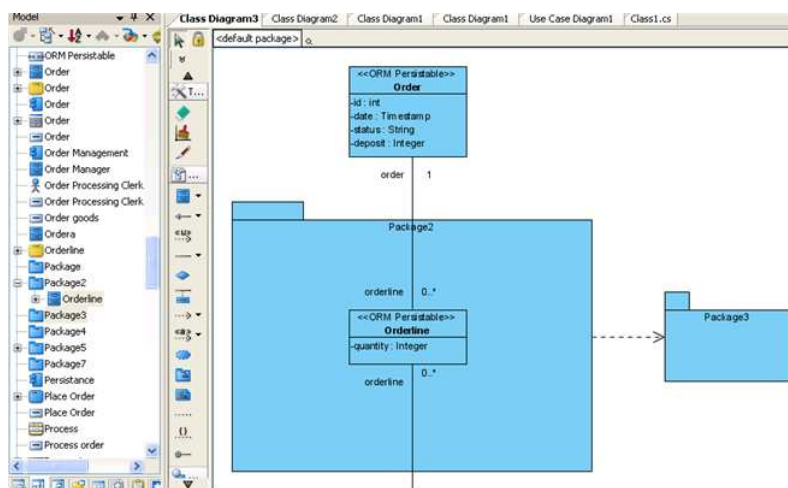 Model
Class Diagram3
Class Diagram2
Class Diagram1
Class Diagram1
Use Case Diagram1
Class1.cs
<default package>
ORM Persistable
Order
Order
Order
Order
Order
Order Management
Order Manager
Order Processing Clerk
Order Processing Clerk
Order goods
Ordera
Orderline
Package
Package2
Orderline
Package3
Package4
Package5
Package7
Persistance
Place Order
Place Order
Process
Process order
T...
...
<<ORM Persistable>>
Order
-id : int
-date : Timestamp
-status : String
-deposit : Integer
order 1
Package2
orderline 0..*
<<ORM Persistable>>
Orderline
-quantity : Integer
0..*
orderline
Package3